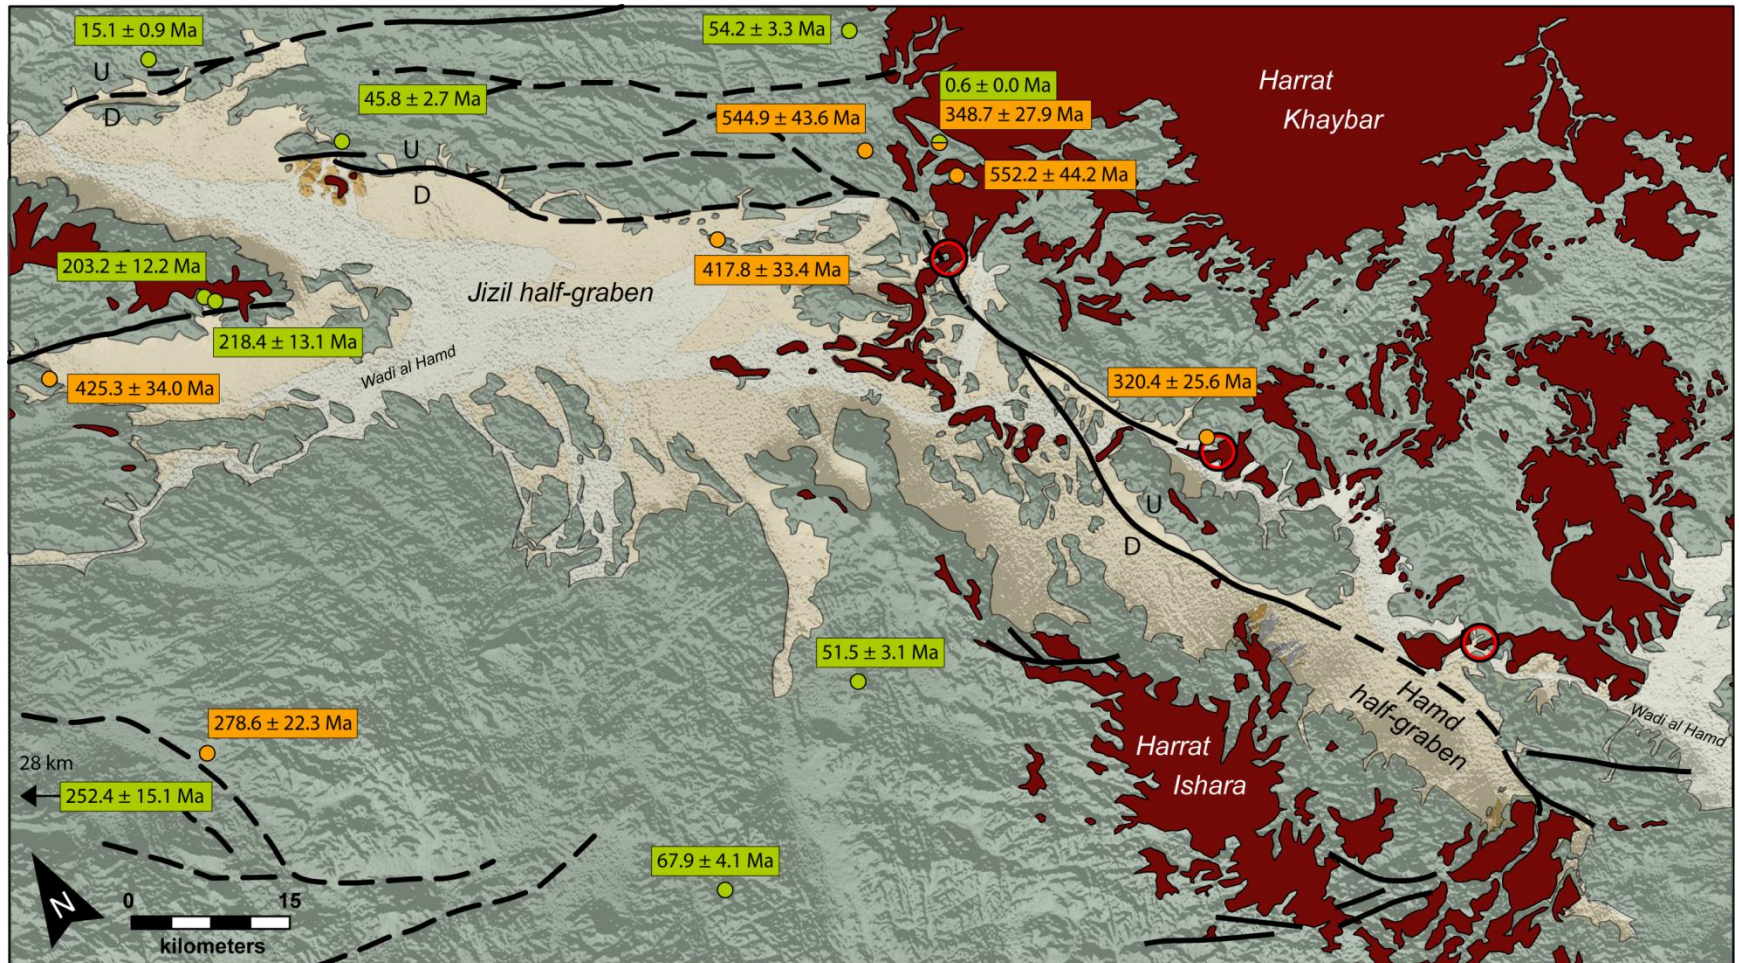 15.1 ± 0.9 Ma
54.2 ± 3.3 Ma
U
D
45.8 ± 2.7 Ma
0.6 ± 0.0 Ma
544.9 ± 43.6 Ma
348.7 ± 27.9 Ma
Harrat
Khaybar
U
D
552.2 ± 44.2 Ma
203.2 ± 12.2 Ma
417.8 ± 33.4 Ma
Jizil half-graben
218.4 ± 13.1 Ma
Wadi al Hamd
425.3 ± 34.0 Ma
320.4 ± 25.6 Ma
U
D
51.5 ± 3.1 Ma
278.6 ± 22.3 Ma
Hamd
half-graben
Wadi al Hamd
Harrat
Ishara
28 km
252.4 ± 15.1 Ma
67.9 ± 4.1 Ma
N
0 15
kilometers